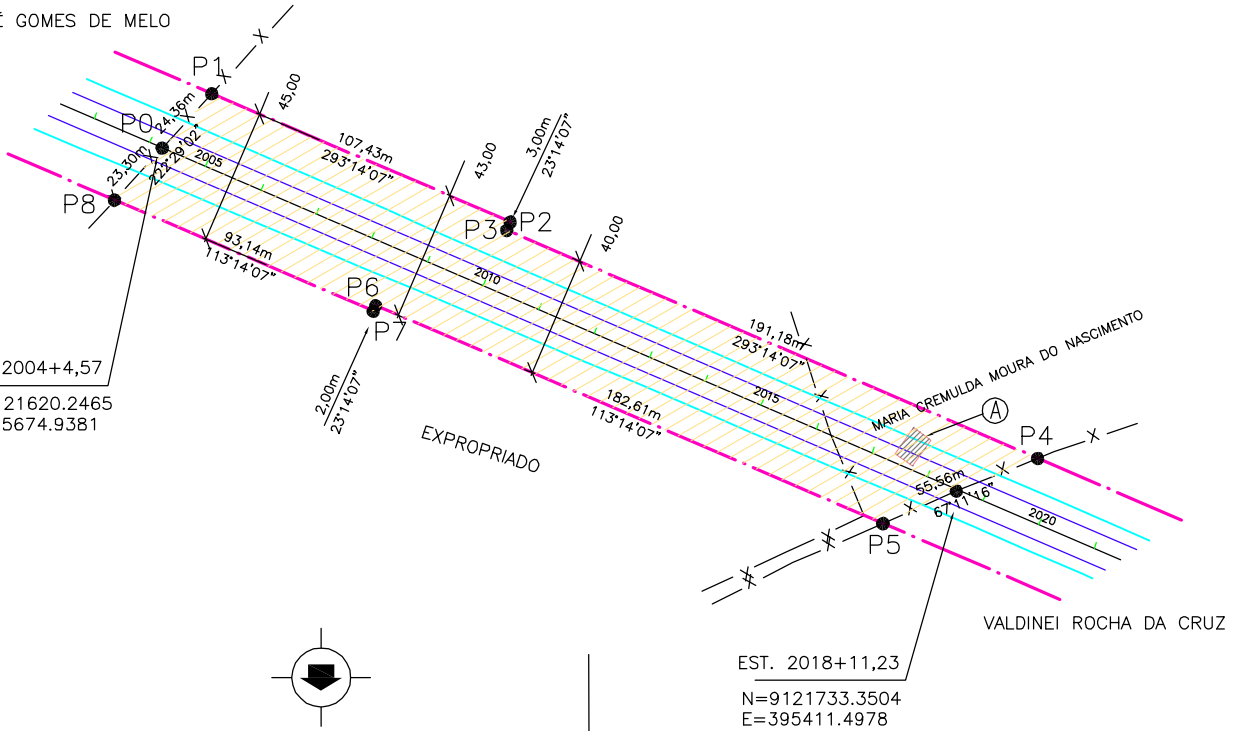 É GOMES DE MELO
P1
45,00
24,36m
P0
222°29'02"
2005
23,30m
P8
107,43m
293°14'07"
43,00
3,00m
23°14'07"
P2
P3
40,00
93,14m
113°14'07"
2010
P6
P7
2,00m
23°14'07"
191,18m
293°14'07"
2015
MARIA CREMULDA MOURA DO NASCIMENTO
A
P4
182,61m
113°14'07"
EXPROPRIADO
55,56m
67°11'16"
2020
P5
2004+4,57
21620.2465
5674.9381
VALDINEI ROCHA DA CRUZ
EST. 2018+11,23
N=9121733.3504
E=395411.4978